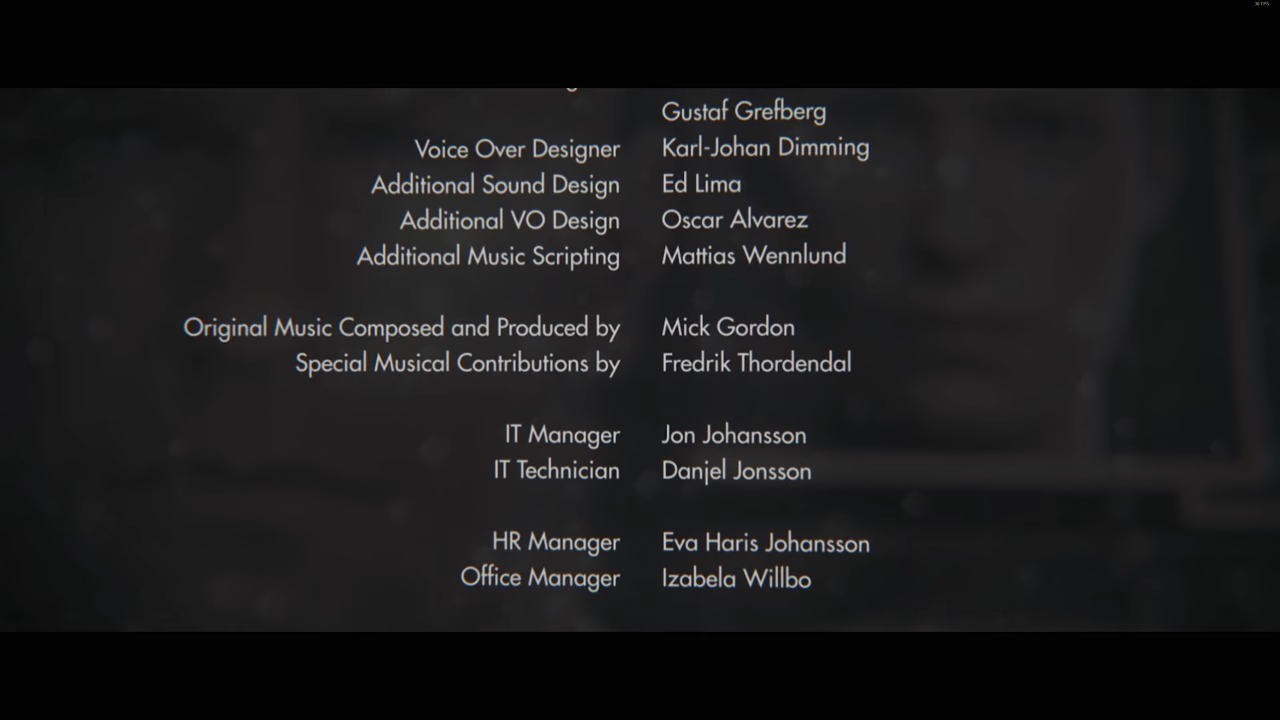 30 FPS
Gustaf Grefberg
Voice Over Designer Karl-Johan Dimming
Additional Sound Design Ed Lima
Additional VO Design Oscar Alvarez
Additional Music Scripting Mattias Wennlund
Original Music Composed and Produced by Mick Gordon
Special Musical Contributions by Fredrik Thordendal
IT Manager Jon Johansson
IT Technician Danjel Jonsson
HR Manager Eva Haris Johansson
Office Manager Izabela Willbo